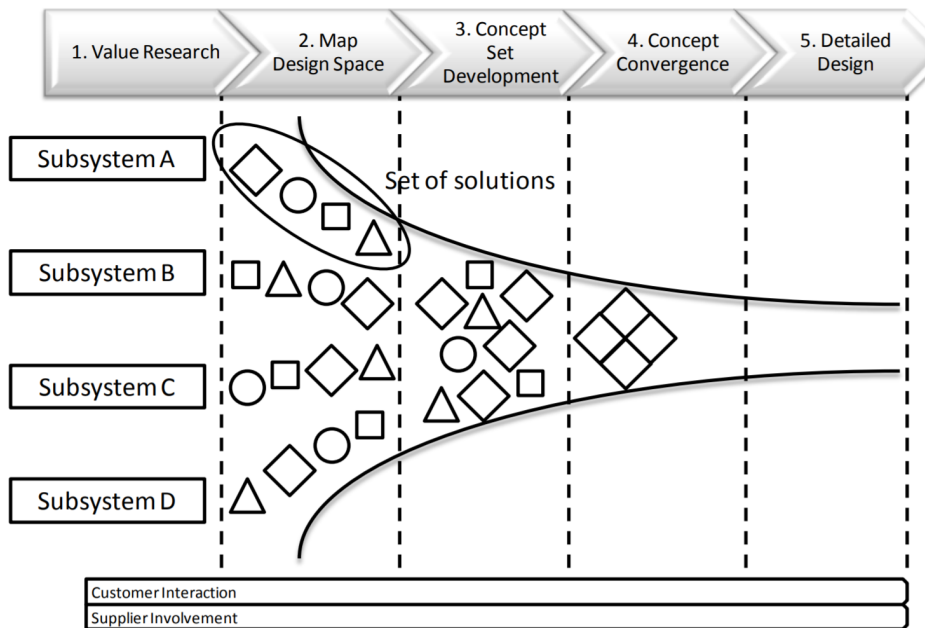 1. Value Research
2. Map
Design Space
3. Concept
Set
Development
4. Concept
Convergence
5. Detailed
Design
Subsystem A
Set of solutions
Subsystem B
Subsystem C
Subsystem D
Customer Interaction
Supplier Involvement